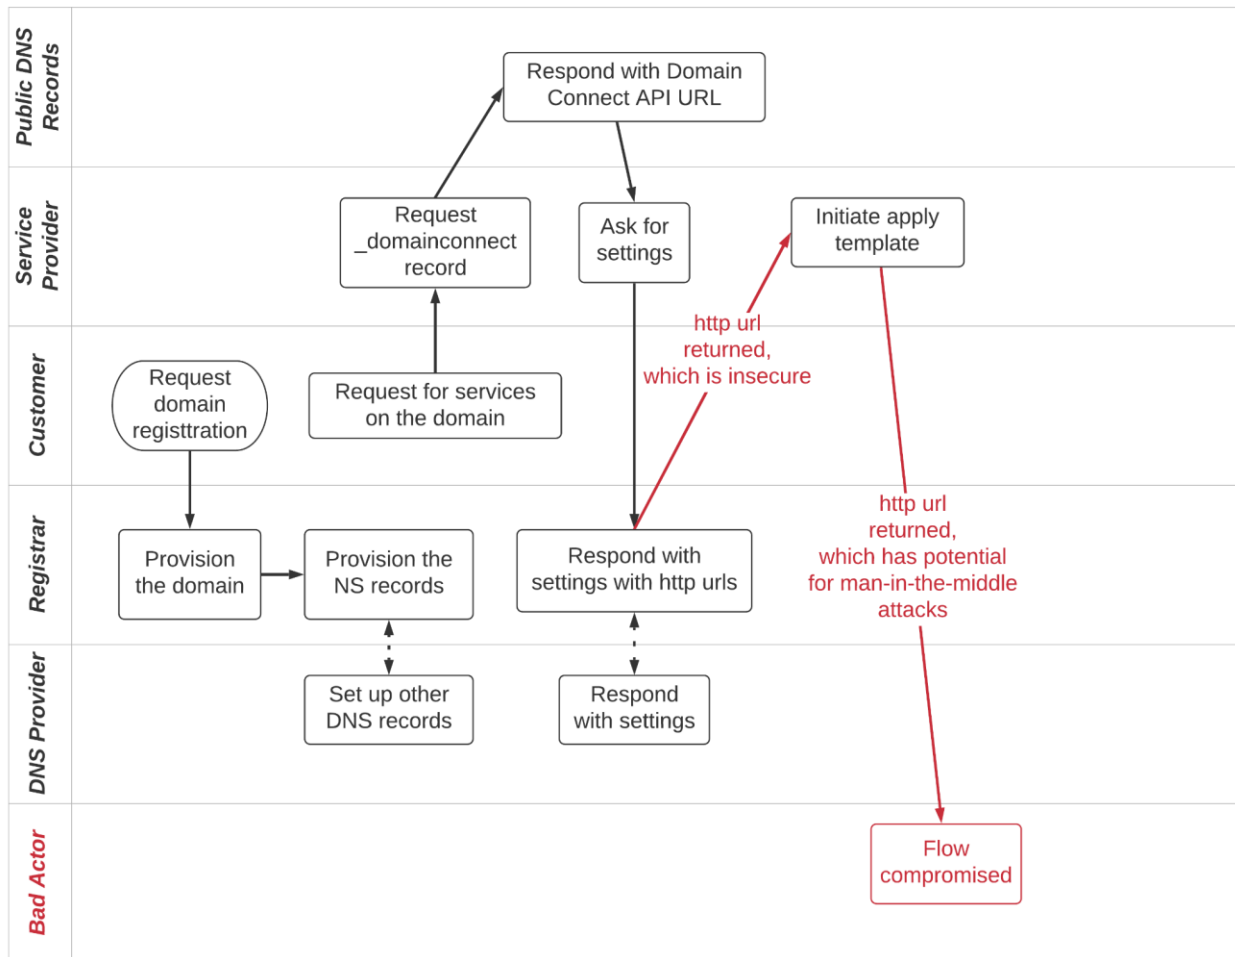 Public DNS
Records
Respond with Domain
Connect API URL
Service
Provider
Request
_domainconnect
record
Ask for
settings
Initiate apply
template
Customer
Request
domain
registtration
Request for services
on the domain
http url
returned,
which is insecure
Registrar
Provision
the domain
Provision the
NS records
Respond with
settings with http urls
http url
returned,
which has potential
for man-in-the-middle
attacks
DNS Provider
Set up other
DNS records
Respond
with settings
Bad Actor
Flow
compromised